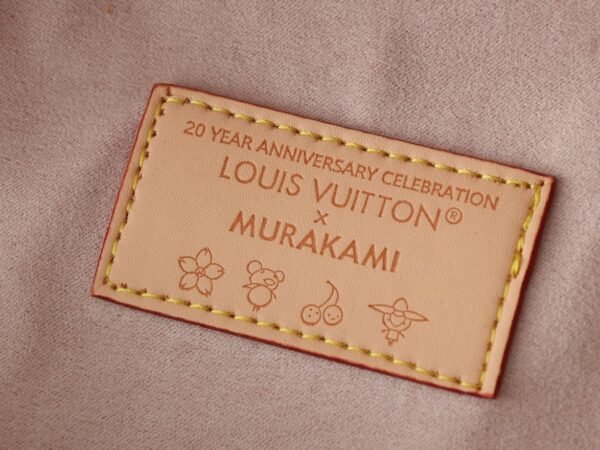 20 YEAR ANNIVERSARY CELEBRATION
LOUIS VUITTON®
×
MURAKAMI